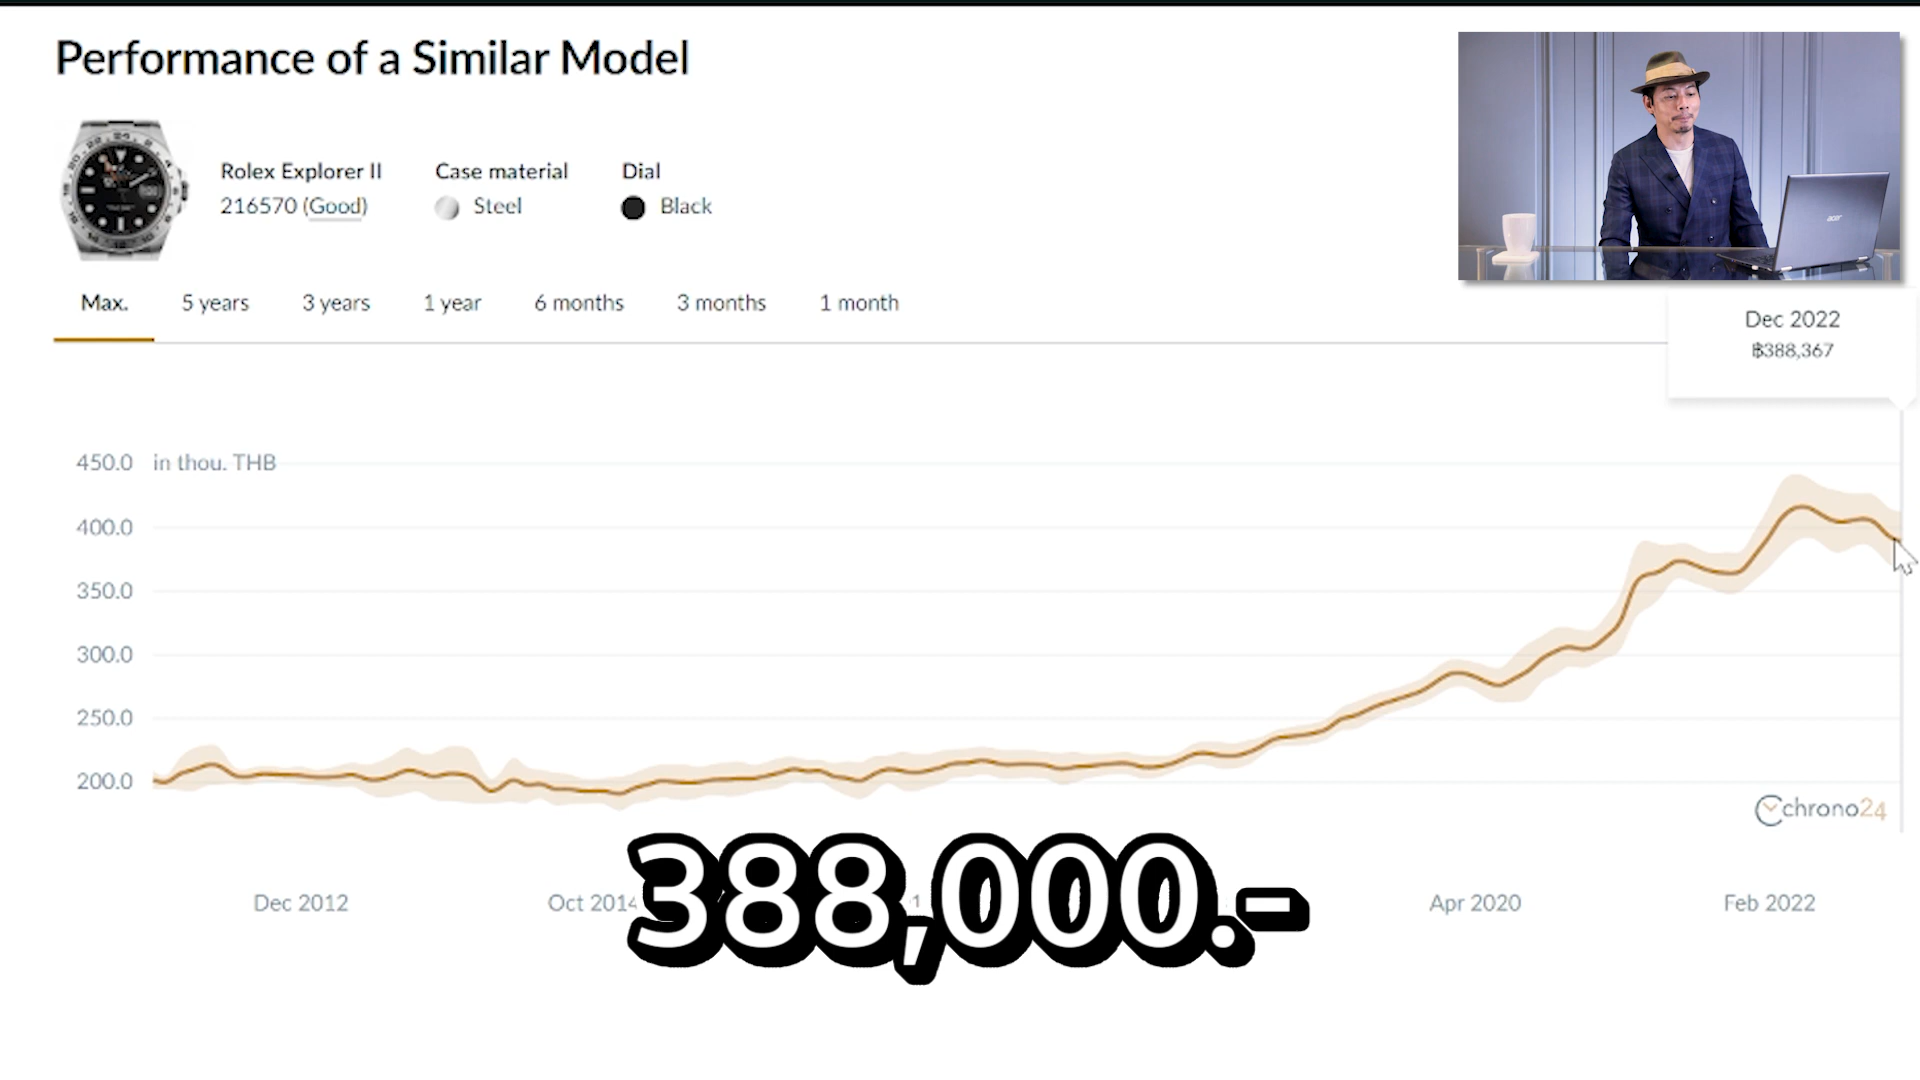 Performance of a Similar Model
Rolex Explorer II
216570 (Good)
Case material
Steel
Dial
Black
Max.
5 years
3 years
1 year
6 months
3 months
1 month
acer
Dec 2022
฿388,367
450.0 in thou. THB
400.0
350.0
300.0
250.0
200.0
chrono24
Dec 2012
Oct 2014
Apr 2020
Feb 2022
388,000.-